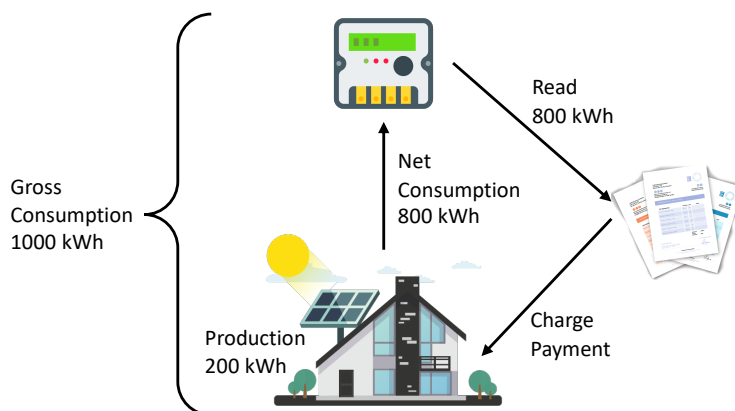 Gross
Consumption
1000 kWh
Net
Consumption
800 kWh
Read
800 kWh
Production
200 kWh
Charge
Payment